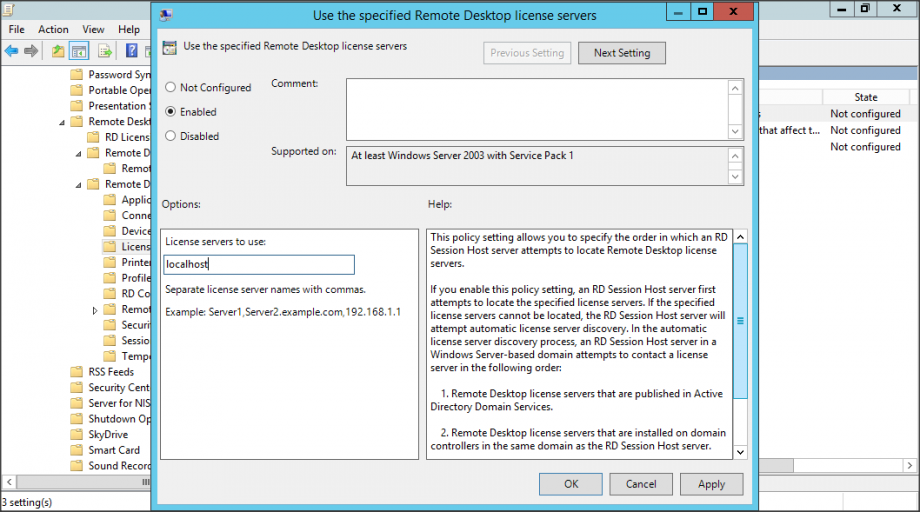 Use the specified Remote Desktop license servers
File Action View Help
Use the specified Remote Desktop license servers
Previous Setting
Next Setting
Not Configured
Enabled
Disabled
Comment:
Supported on:
At least Windows Server 2003 with Service Pack 1
Options:
Help:
License servers to use:
localhost
Separate license server names with commas.
Example: Server1,Server2.example.com,192.168.1.1
This policy setting allows you to specify the order in which an RD
Session Host server attempts to locate Remote Desktop license
servers.
If you enable this policy setting, an RD Session Host server first
attempts to locate the specified license servers. If the specified
license servers cannot be located, the RD Session Host server will
attempt automatic license server discovery. In the automatic
license server discovery process, an RD Session Host server in a
Windows Server-based domain attempts to contact a license
server in the following order:
1. Remote Desktop license servers that are published in Active
Directory Domain Services.
2. Remote Desktop license servers that are installed on domain
controllers in the same domain as the RD Session Host server.
OK
Cancel
Apply
Password Syn
Portable Oper
Presentation S
Remote Deskt
RD Licens
Remote D
Remot
Remote D
Applic
Conne
Device
Licens
Printer
Profile
RD Co
Remot
Securi
Session
Tempo
RSS Feeds
Security Cente
Server for NIS
Shutdown Op
SkyDrive
Smart Card
Sound Record
3 setting(s)
State
s Not configured
that affect t... Not configured
Not configured